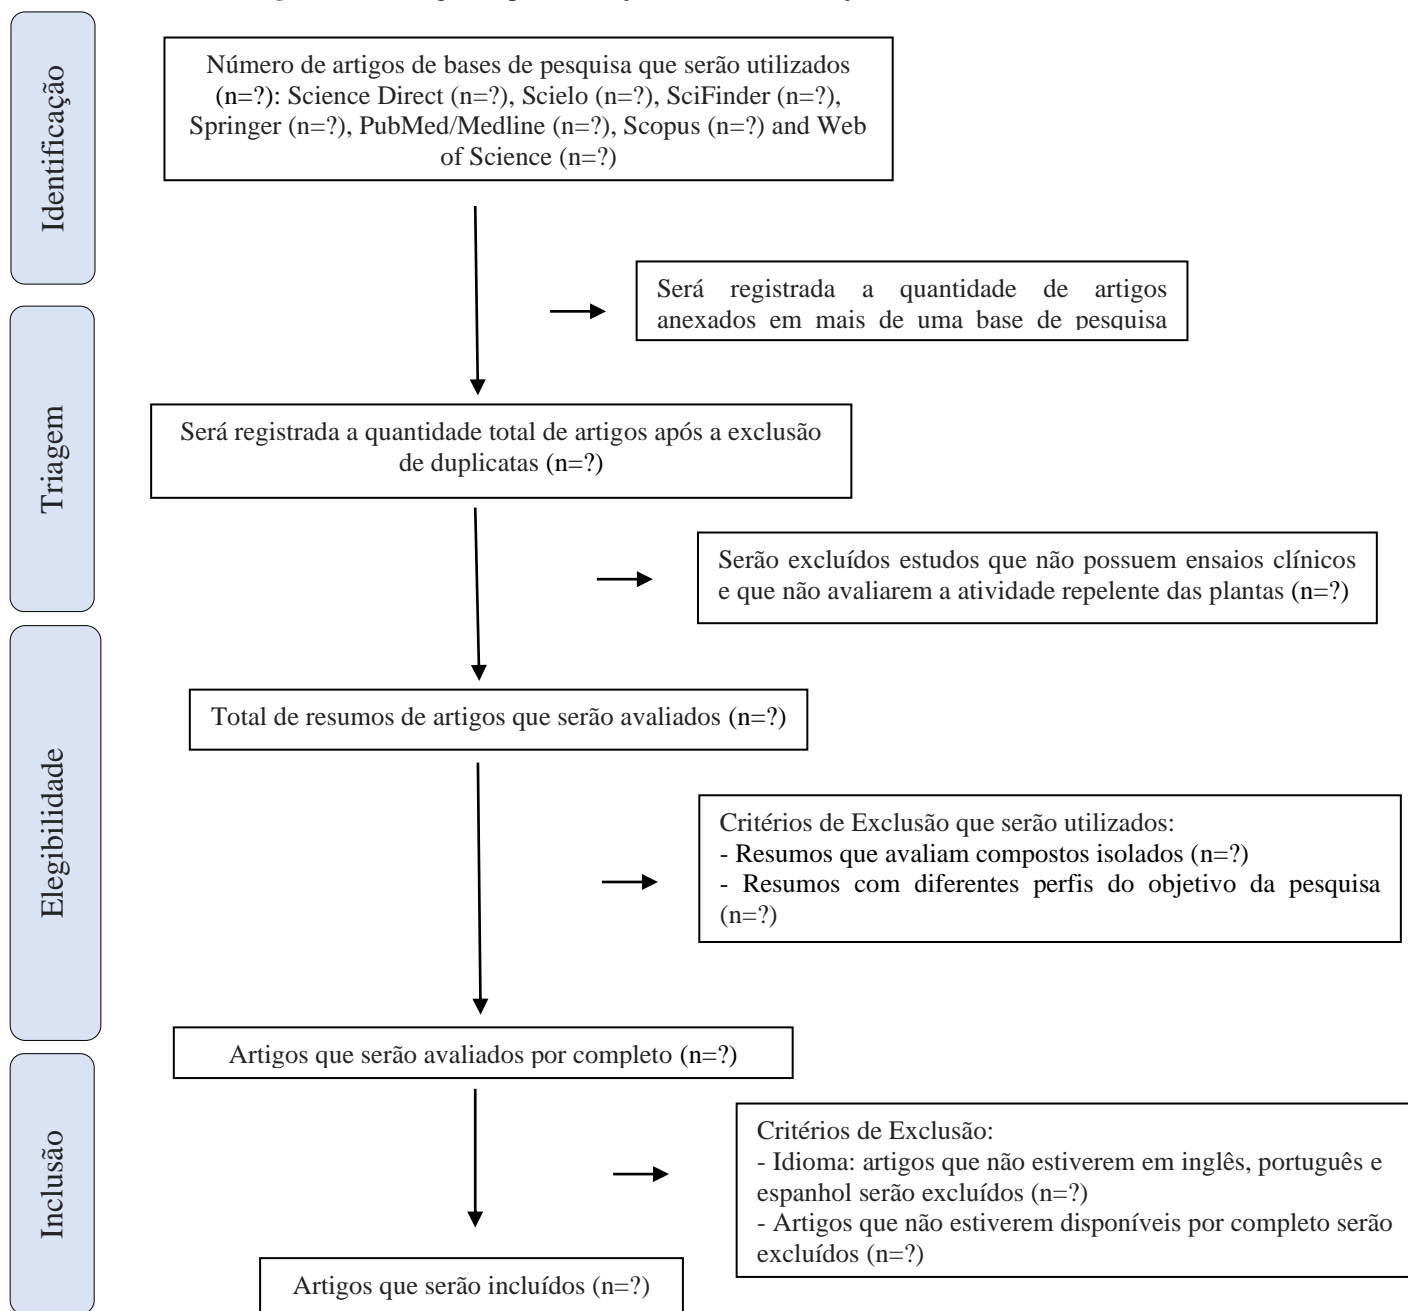 Identificação
Número de artigos de bases de pesquisa que serão utilizados
(n=?): Science Direct (n=?), Scielo (n=?), SciFinder (n=?),
Springer (n=?), PubMed/Medline (n=?), Scopus (n=?) and Web
of Science (n=?)
Será registrada a quantidade de artigos
anexados em mais de uma base de pesquisa
Triagem
Será registrada a quantidade total de artigos após a exclusão
de duplicatas (n=?)
Serão excluídos estudos que não possuem ensaios clínicos
e que não avaliarem a atividade repelente das plantas (n=?)
Elegibilidade
Total de resumos de artigos que serão avaliados (n=?)
Critérios de Exclusão que serão utilizados:
- Resumos que avaliam compostos isolados (n=?)
- Resumos com diferentes perfis do objetivo da pesquisa
(n=?)
Artigos que serão avaliados por completo (n=?)
Inclusão
Critérios de Exclusão:
- Idioma: artigos que não estiverem em inglês, português e
espanhol serão excluídos (n=?)
- Artigos que não estiverem disponíveis por completo serão
excluídos (n=?)
Artigos que serão incluídos (n=?)